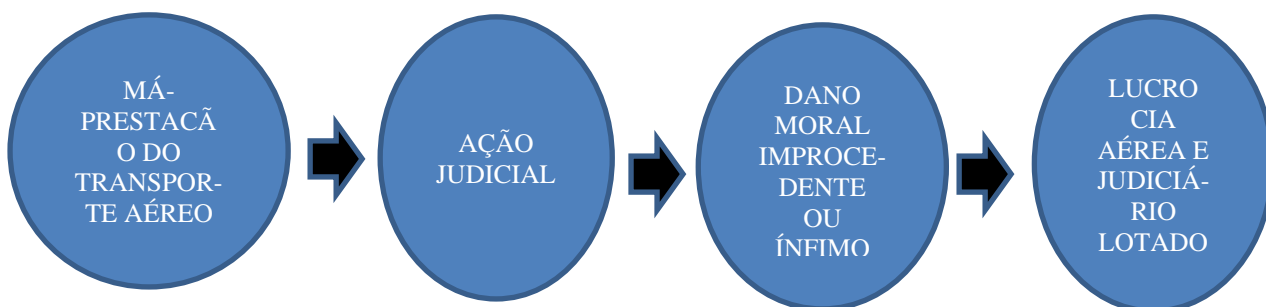 MÁ-
PRESTACÃ
O DO
TRANSPOR-
TE AÉREO
AÇÃO
JUDICIAL
DANO
MORAL
IMPROCE-
DENTE
OU
ÍNFIMO
LUCRO
CIA
AÉREA E
JUDICIÁ-
RIO
LOTADO